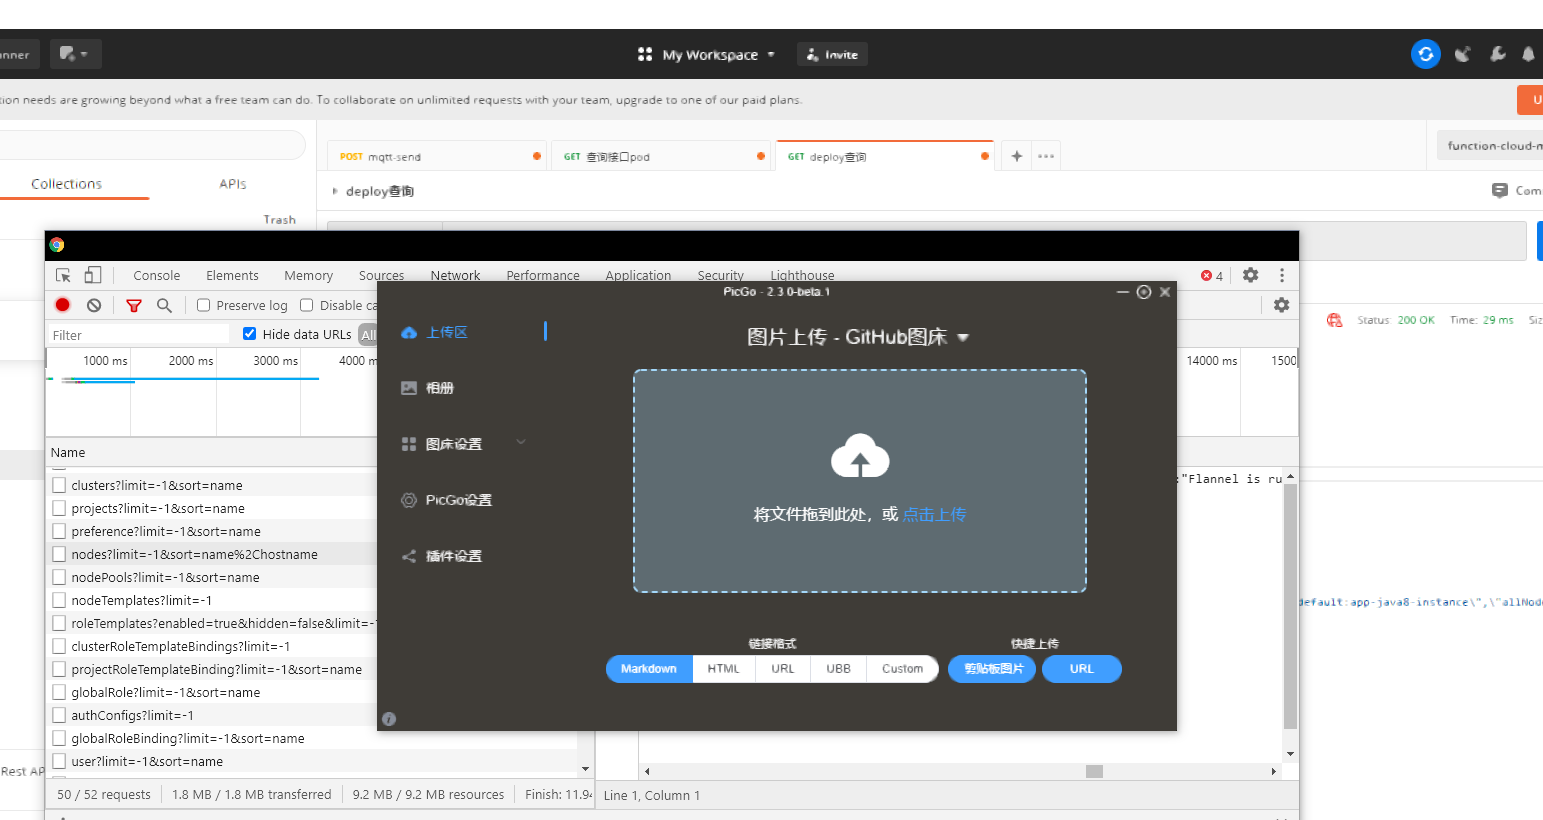 nner
My Workspace
Invite
tion needs are growing beyond what a free team can do. To collaborate on unlimited requests with your team, upgrade to one of our paid plans.
U
POST mqtt-send
GET 查询接口pod
GET deploy查询
function-cloud-m
Collections
APIs
deploy查询
Com
Trash
Console
Elements
Memory
Sources
Network
Performance
Application
Security
Lighthouse
4
Preserve log
Disable ca
Filter
Hide data URLs
All
Status: 200 OK Time: 29 ms Siz
1000 ms
2000 ms
3000 ms
4000 m
14000 ms
1500
Name
clusters?limit=-1&sort=name
projects?limit=-1&sort=name
preference?limit=-1&sort=name
nodes?limit=-1&sort=name%2Chostname
nodePools?limit=-1&sort=name
nodeTemplates?limit=-1
roleTemplates?enabled=true&hidden=false&limit=-1
clusterRoleTemplateBindings?limit=-1
projectRoleTemplateBinding?limit=-1&sort=name
globalRole?limit=-1&sort=name
authConfigs?limit=-1
globalRoleBinding?limit=-1&sort=name
user?limit=-1&sort=name
:"Flannel is ru
default:app-java8-instance\",\"allNod
Rest AP
50 / 52 requests
1.8 MB / 1.8 MB transferred
9.2 MB / 9.2 MB resources
Finish: 11.94
Line 1, Column 1
PicGo - 2.3.0-beta.1
上传区
相册
图床设置
PicGo设置
插件设置
图片上传 - GitHub图床
将文件拖到此处，或 点击上传
链接格式
Markdown
HTML
URL
UBB
Custom
快捷上传
剪贴板图片
URL